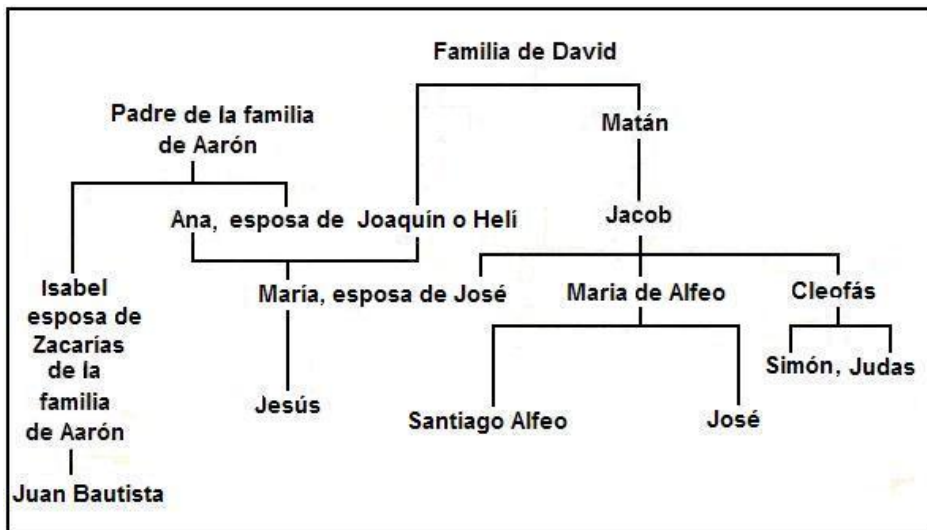 Familia de David
Padre de la familia
de Aarón
Matán
Ana, esposa de Joaquín o Helí
Jacob
Isabel
esposa de
Zacarías
de la
familia
de Aarón
María, esposa de José
Maria de Alfeo
Cleofás
Simón, Judas
Jesús
Santiago Alfeo
José
Juan Bautista